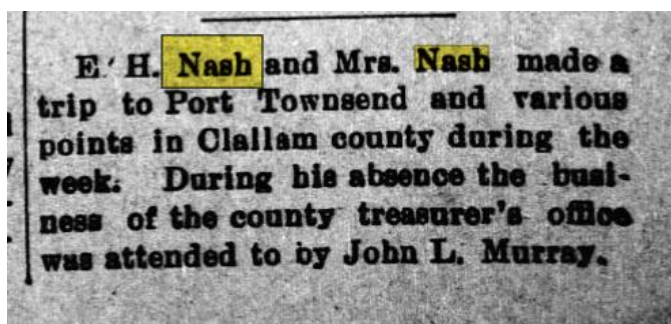 E. H. Nash and Mrs. Nash made a
trip to Port Townsend and various
points in Clallam county during the
week. During his absence the busi-
ness of the county treasurer's office
was attended to by John L. Murray.